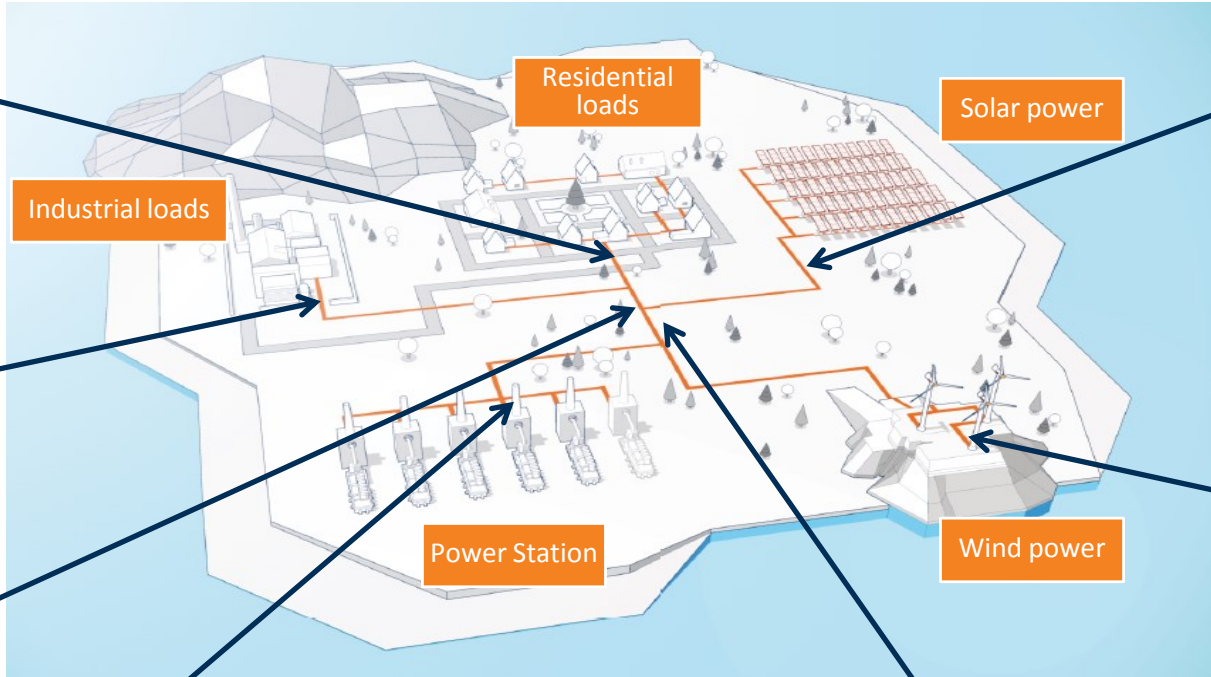 Residential
loads
Solar power
Industrial loads
Power Station
Wind power